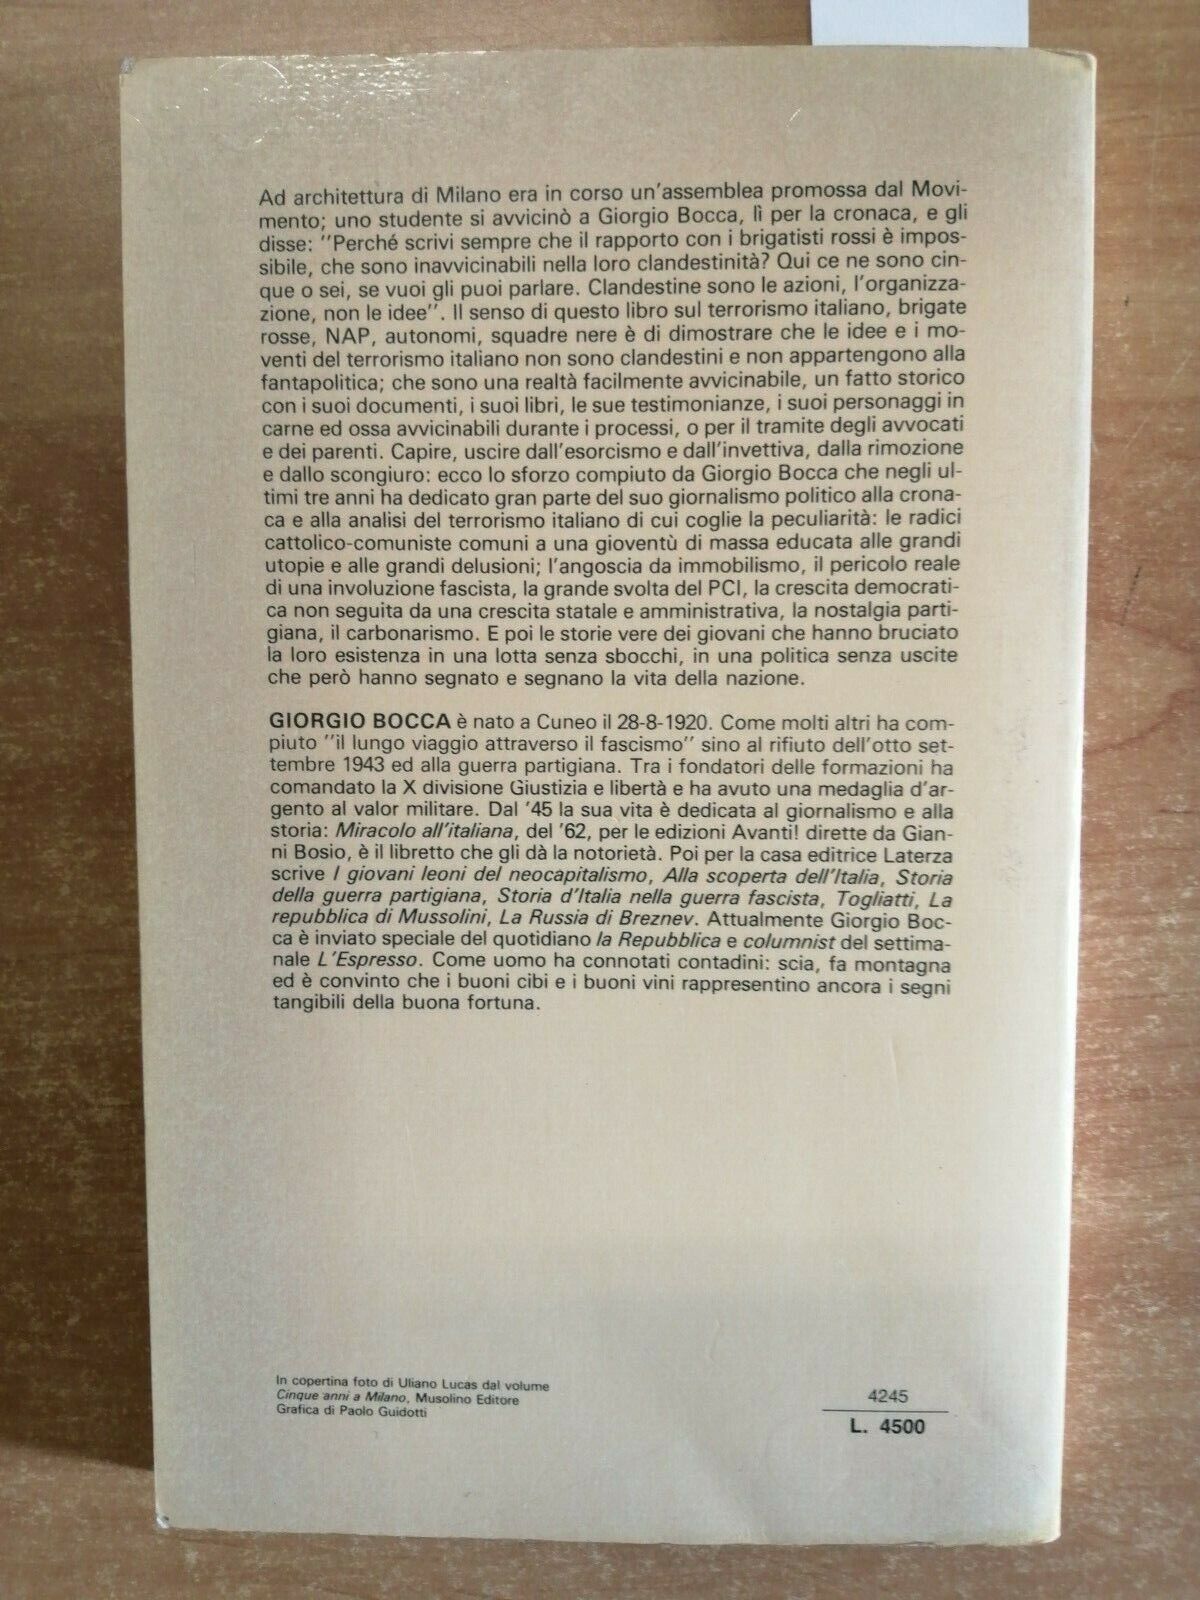 Ad architettura di Milano era in corso un'assemblea promossa dal Movi-
mento; uno studente si avvicinò a Giorgio Bocca, lì per la cronaca, e gli
disse: "Perché scrivi sempre che il rapporto con i brigatisti rossi è impos-
sibile, che sono inavvicinabili nella loro clandestinità? Qui ce ne sono cin-
que o sei, se vuoi gli puoi parlare. Clandestine sono le azioni, l'organizza-
zione, non le idee". Il senso di questo libro sul terrorismo italiano, brigate
rosse, NAP, autonomi, squadre nere è di dimostrare che le idee e i mo-
venti del terrorismo italiano non sono clandestini e non appartengono alla
fantapolitica; che sono una realtà facilmente avvicinabile, un fatto storico
con i suoi documenti, i suoi libri, le sue testimonianze, i suoi personaggi in
carne ed ossa avvicinabili durante i processi, o per il tramite degli avvocati
e dei parenti. Capire, uscire dall'esorcismo e dall'invettiva, dalla rimozione
e dallo scongiuro: ecco lo sforzo compiuto da Giorgio Bocca che negli ul-
timi tre anni ha dedicato gran parte del suo giornalismo politico alla crona-
ca e alla analisi del terrorismo italiano di cui coglie la peculiarità: le radici
cattolico-comuniste comuni a una gioventù di massa educata alle grandi
utopie e alle grandi delusioni; l'angoscia da immobilismo, il pericolo reale
di una involuzione fascista, la grande svolta del PCI, la crescita democrati-
ca non seguita da una crescita statale e amministrativa, la nostalgia parti-
giana, il carbonarismo. E poi le storie vere dei giovani che hanno bruciato
la loro esistenza in una lotta senza sbocchi, in una politica senza uscite
che però hanno segnato e segnano la vita della nazione.
GIORGIO BOCCA è nato a Cuneo il 28-8-1920. Come molti altri ha com-
piuto "il lungo viaggio attraverso il fascismo" sino al rifiuto dell'otto set-
tembre 1943 ed alla guerra partigiana. Tra i fondatori delle formazioni ha
comandato la X divisione Giustizia e libertà e ha avuto una medaglia d'ar-
gento al valor militare. Dal '45 la sua vita è dedicata al giornalismo e alla
storia: Miracolo all'italiana, del '62, per le edizioni Avanti! dirette da Gian-
ni Bosio, è il libretto che gli dà la notorietà. Poi per la casa editrice Laterza
scrive I giovani leoni del neocapitalismo, Alla scoperta dell'Italia, Storia
della guerra partigiana, Storia d'Italia nella guerra fascista, Togliatti, La
repubblica di Mussolini, La Russia di Breznev. Attualmente Giorgio Boc-
ca è inviato speciale del quotidiano la Repubblica e columnist del settima-
nale L'Espresso. Come uomo ha connotati contadini: scia, fa montagna
ed è convinto che i buoni cibi e i buoni vini rappresentino ancora i segni
tangibili della buona fortuna.
In copertina foto di Uliano Lucas dal volume
Cinque anni a Milano, Musolino Editore
Grafica di Paolo Guidotti
4245
L. 4500